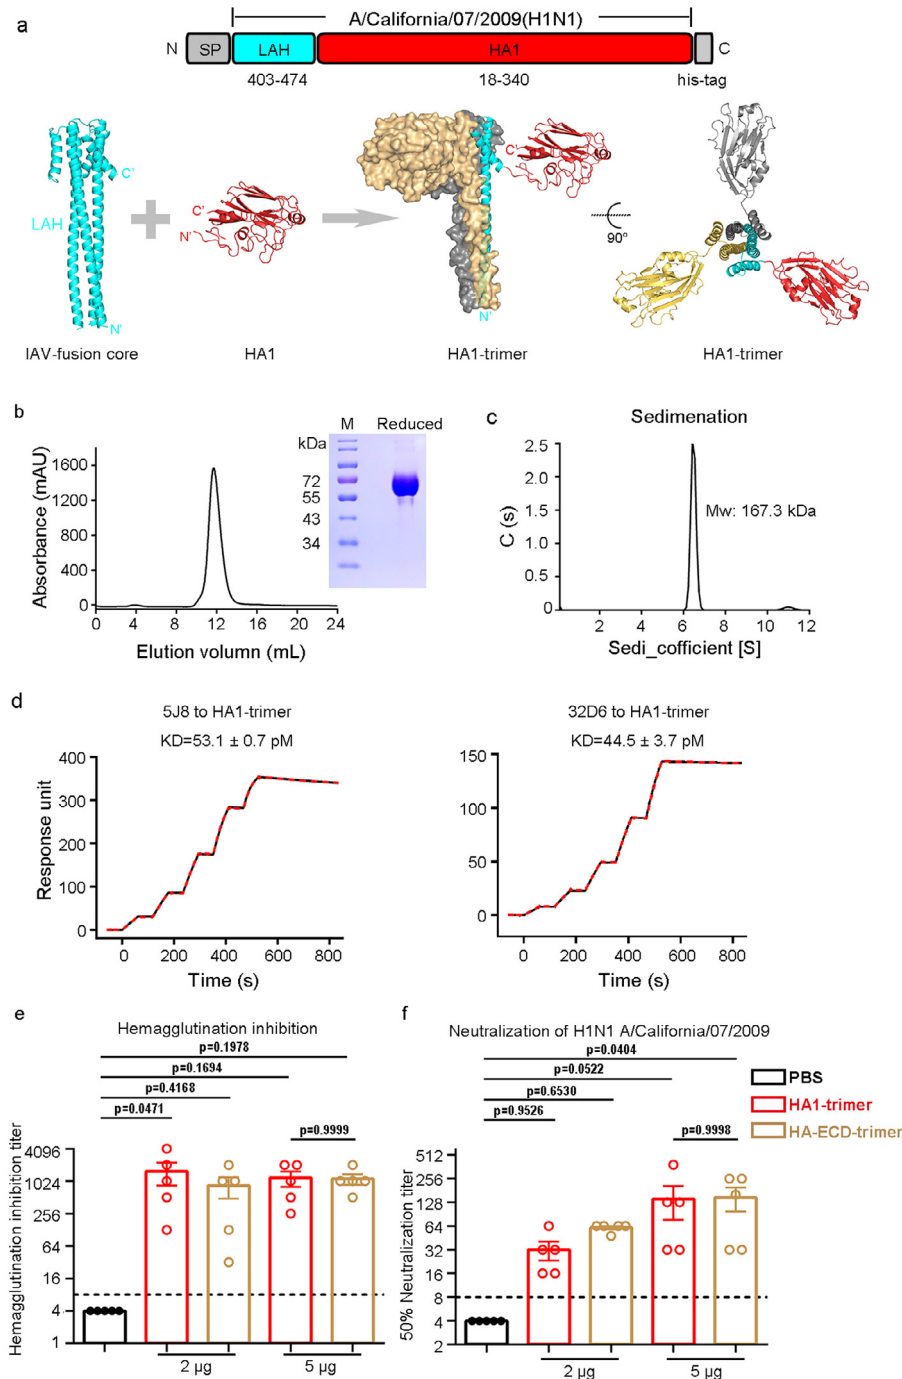 a
A/California/07/2009(H1N1)
N SP LAH HA1 C
403-474 18-340 his-tag
LAH
C'
N'
C'
N'
C'
N'
90°
IAV-fusion core HA1 HA1-trimer HA1-trimer
b
M Reduced
kDa
72
55
43
34
Absorbance (mAU)
1600
1200
800
400
0
0 4 8 12 16 20 24
Elution volumn (mL)
c
Sedimenation
C (s)
2.5
2.0
1.5
1.0
0.5
0
Mw: 167.3 kDa
2 4 6 8 10 12
Sedi_cofficient [S]
d
5J8 to HA1-trimer
KD=53.1 ± 0.7 pM
Response unit
400
300
200
100
0
0 200 400 600 800
Time (s)
32D6 to HA1-trimer
KD=44.5 ± 3.7 pM
150
100
50
0
0 200 400 600 800
Time (s)
e
Hemagglutination inhibition
p=0.1978
p=0.1694
p=0.4168
p=0.0471
p=0.9999
Hemagglutination inhibition titer
4096
1024
256
64
16
4
1
2 µg 5 µg
f
Neutralization of H1N1 A/California/07/2009
p=0.0404
p=0.0522
p=0.6530
p=0.9526
p=0.9998
50% Neutralization titer
512
256
128
64
32
16
8
4
2
2 µg 5 µg
PBS
HA1-trimer
HA-ECD-trimer